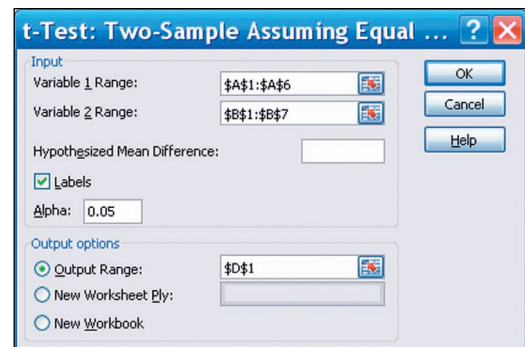 t-Test: Two-Sample Assuming Equal ...
Input
Variable 1 Range: $A$1:$A$6
Variable 2 Range: $B$1:$B$7
Hypothesized Mean Difference:
Labels
Alpha: 0.05
OK
Cancel
Help
Output options
Output Range: $D$1
New Worksheet Ply:
New Workbook